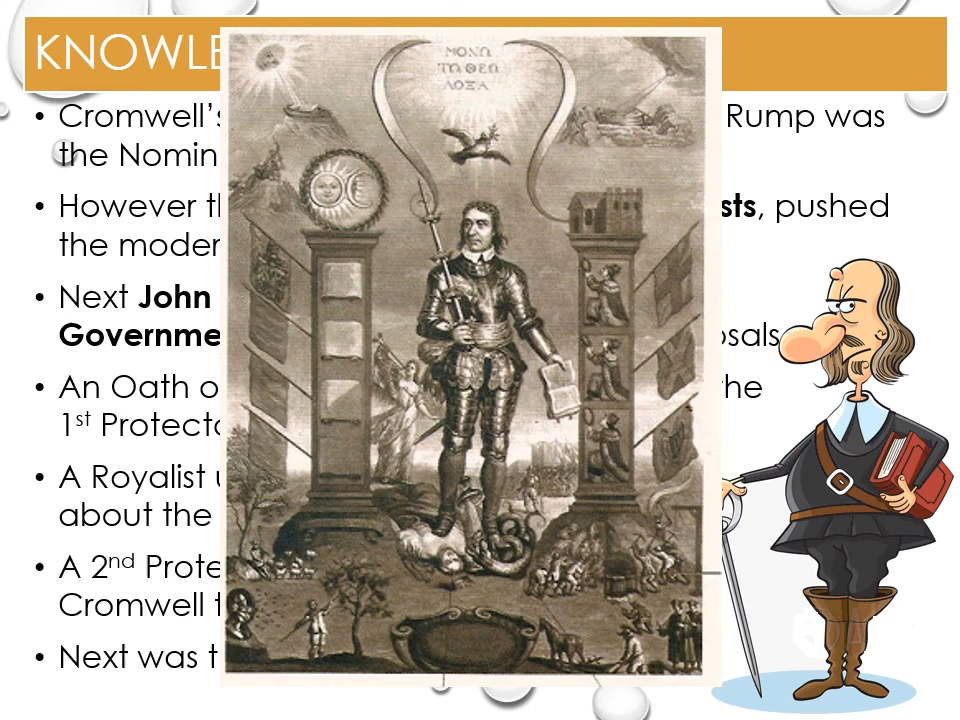 KNOWLE
ΜΟΝΩ
ΤΩ ΘΕΩ
ΔΟΞΑ
• Cromwell's Rump was
the Nomin
• However th sts, pushed
the moder
• Next John
Governme osals
• An Oath o the
1st Protecto
• A Royalist u
about the
• A 2nd Prote
Cromwell t
• Next was t